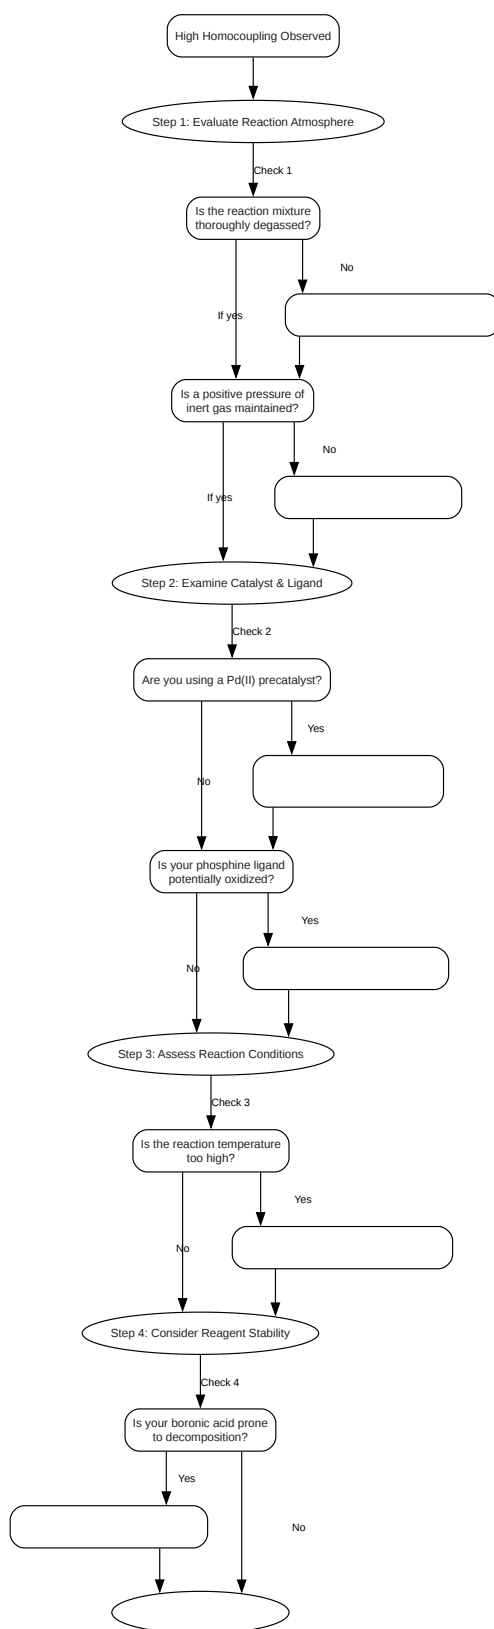 High Homocoupling Observed
Step 1: Evaluate Reaction Atmosphere
Check 1
Is the reaction mixture
thoroughly degassed?
No
If yes
Is a positive pressure of
inert gas maintained?
No
If yes
Step 2: Examine Catalyst & Ligand
Check 2
Are you using a Pd(II) precatalyst?
Yes
No
Is your phosphine ligand
potentially oxidized?
Yes
No
Step 3: Assess Reaction Conditions
Check 3
Is the reaction temperature
too high?
Yes
No
Step 4: Consider Reagent Stability
Check 4
Is your boronic acid prone
to decomposition?
Yes
No